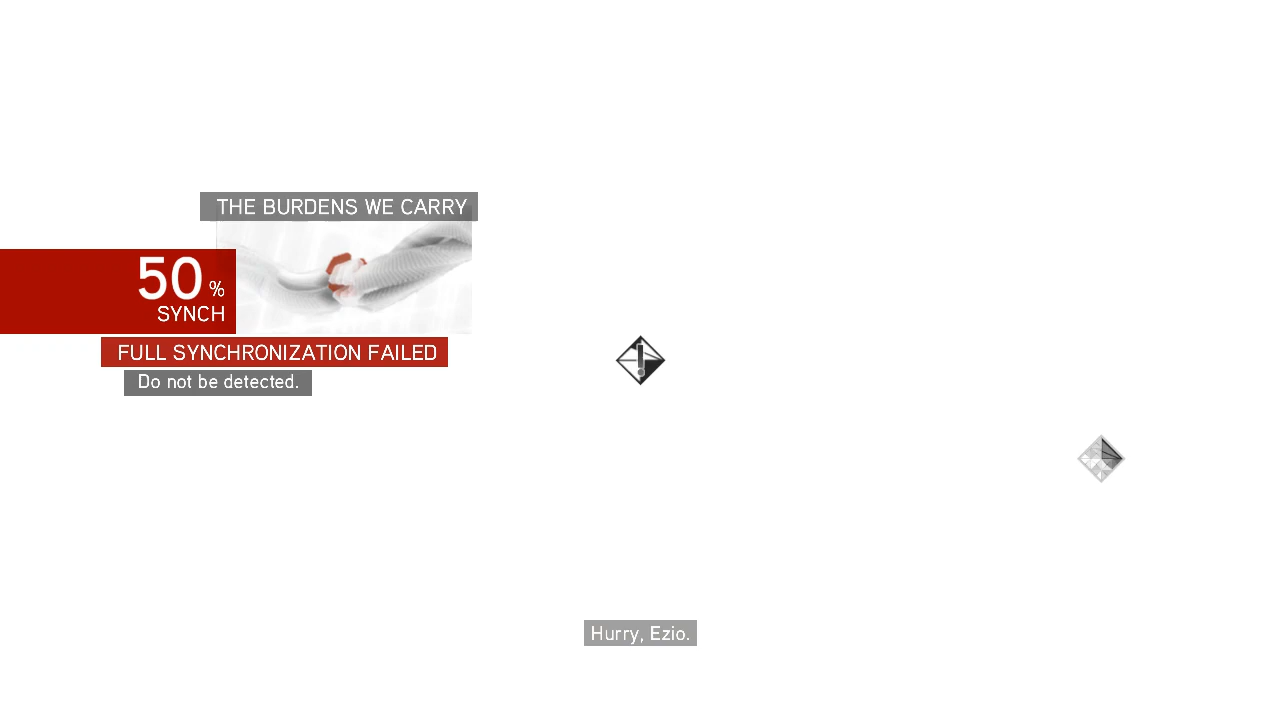 THE BURDENS WE CARRY
50 %
SYNCH
FULL SYNCHRONIZATION FAILED
Do not be detected.
Hurry, Ezio.